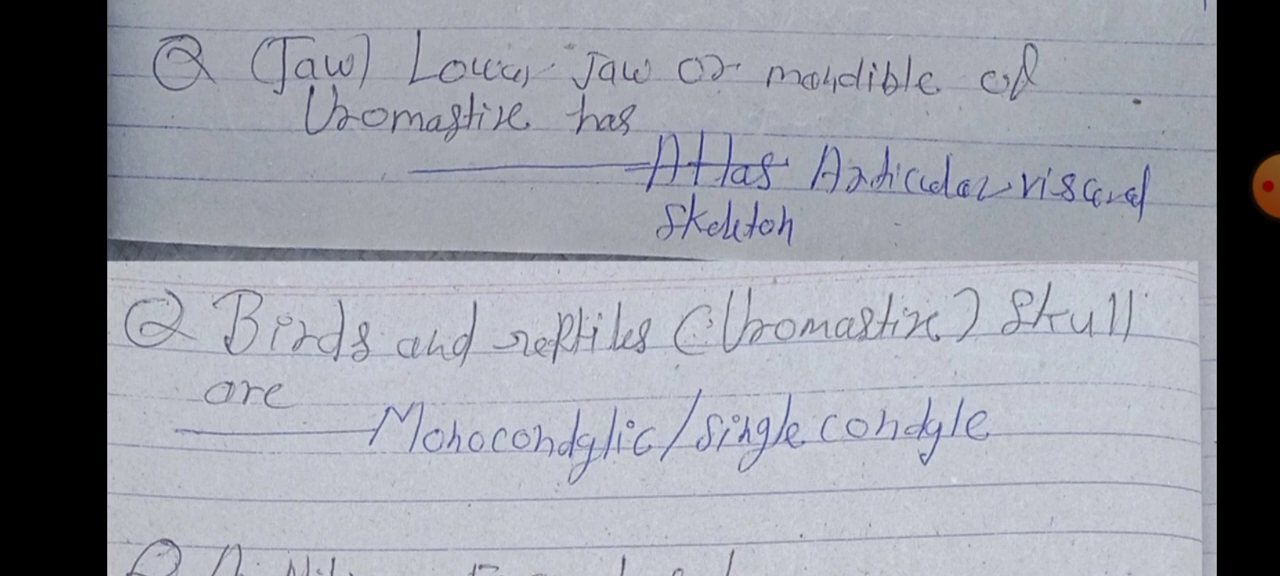 Q (Jaw) Lower Jaw or mandible of
Uromastix has
Atlas Articular visceral
Skeleton
Q Birds and reptiles (Uromastix) Skull
are
Monocondylic/single condyle
Q